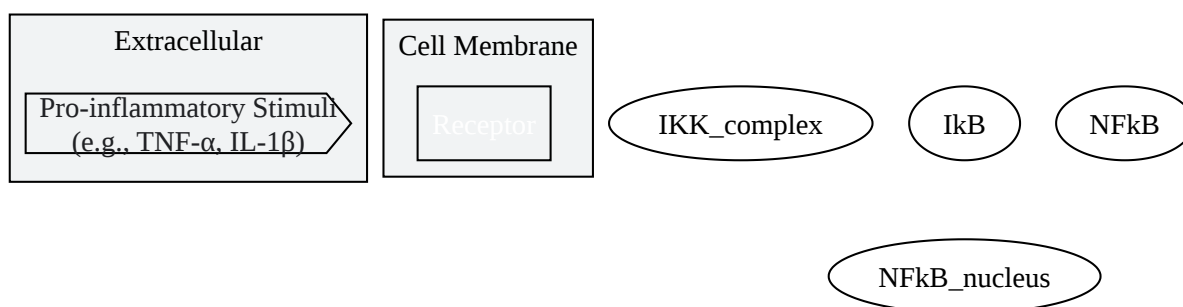 Extracellular
Pro-inflammatory Stimuli
(e.g., TNF-α, IL-1β)
Cell Membrane
Receptor
IKK_complex
IkB
NFkB
NFkB_nucleus